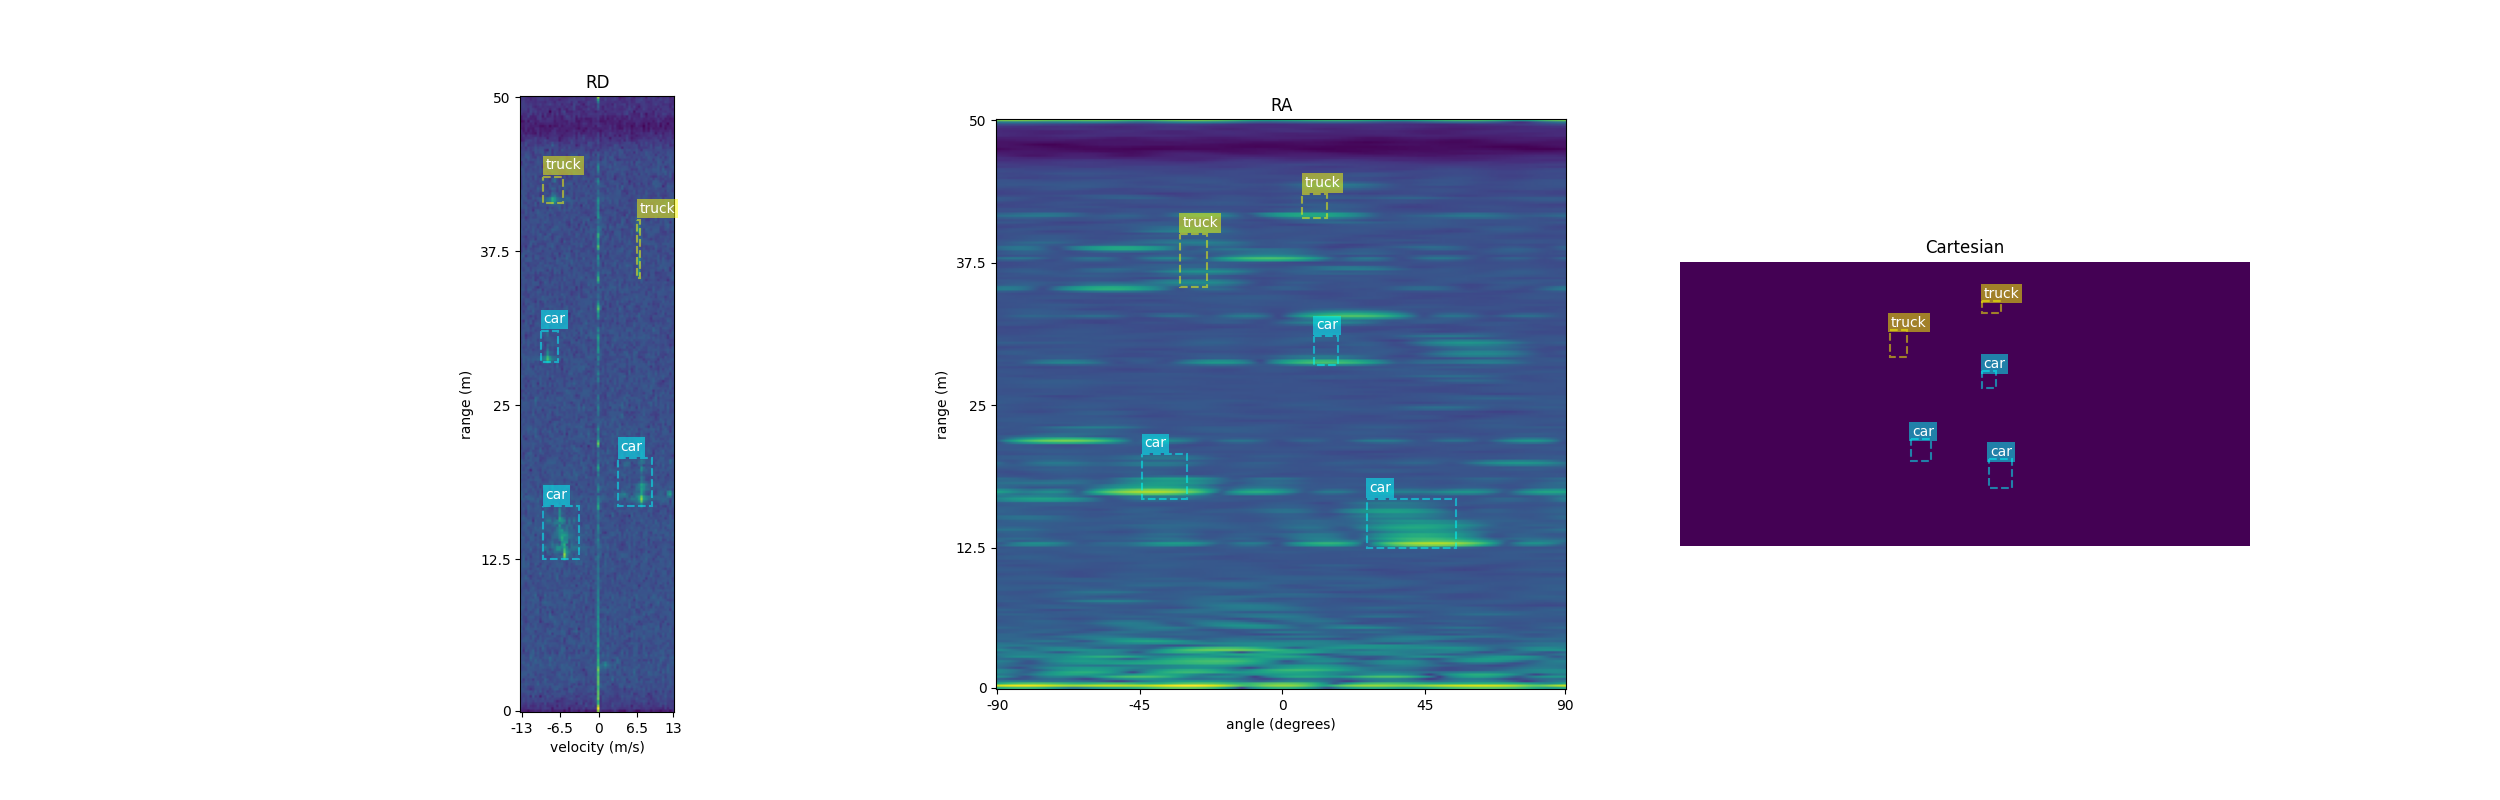 RD
50
37.5
25
12.5
0
range (m)
truck
truck
car
car
car
-13 -6.5 0 6.5 13
velocity (m/s)
RA
50
37.5
25
12.5
0
range (m)
truck
truck
car
car
car
-90 -45 0 45 90
angle (degrees)
Cartesian
truck
truck
car
car
car